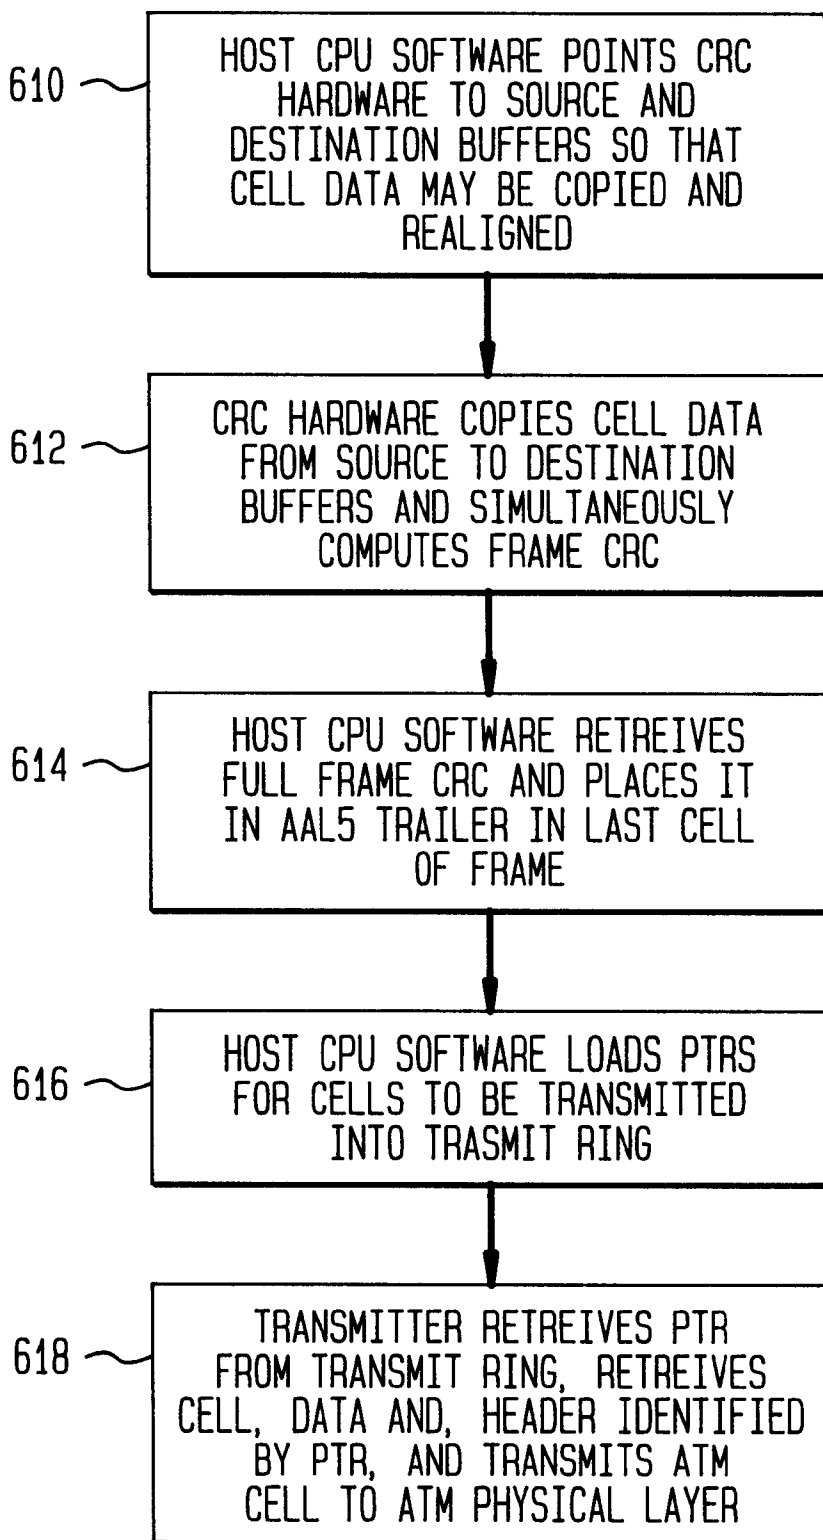 610
HOST CPU SOFTWARE POINTS CRC
HARDWARE TO SOURCE AND
DESTINATION BUFFERS SO THAT
CELL DATA MAY BE COPIED AND
REALIGNED
612
CRC HARDWARE COPIES CELL DATA
FROM SOURCE TO DESTINATION
BUFFERS AND SIMULTANEOUSLY
COMPUTES FRAME CRC
614
HOST CPU SOFTWARE RETREIVES
FULL FRAME CRC AND PLACES IT
IN AAL5 TRAILER IN LAST CELL
OF FRAME
616
HOST CPU SOFTWARE LOADS PTRS
FOR CELLS TO BE TRANSMITTED
INTO TRASMIT RING
618
TRANSMITTER RETREIVES PTR
FROM TRANSMIT RING, RETREIVES
CELL, DATA AND, HEADER IDENTIFIED
BY PTR, AND TRANSMITS ATM
CELL TO ATM PHYSICAL LAYER